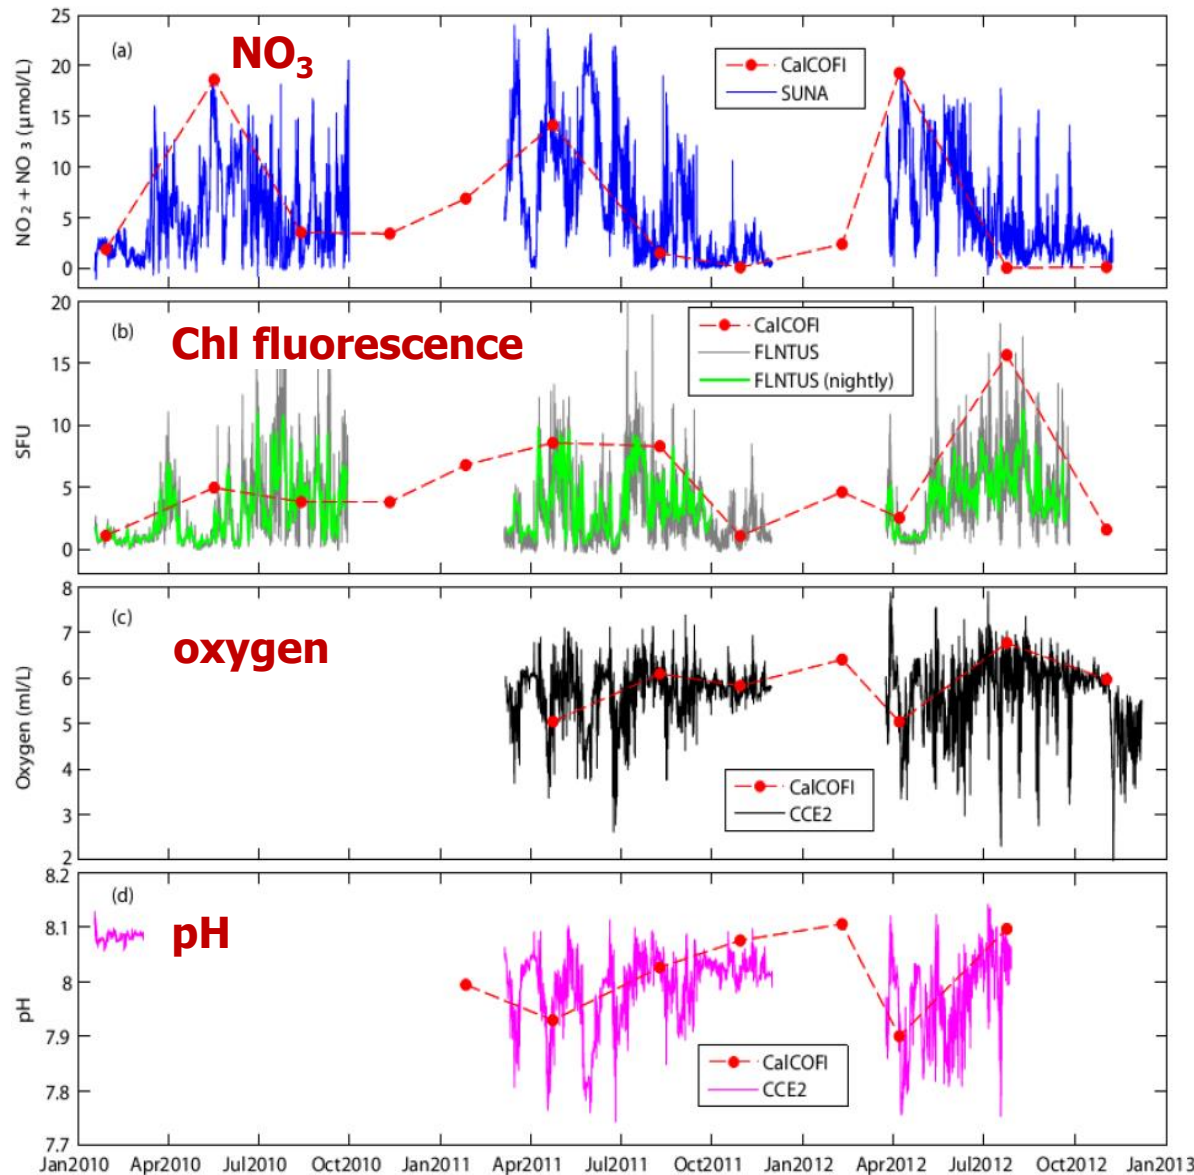 25
20
15
10
5
0
NO₂ + NO₃ (µmol/L)
(a)
NO₃
CalCOFI
SUNA
20
15
10
5
0
SFU
(b)
Chl fluorescence
CalCOFI
FLNTUS
FLNTUS (nightly)
8
7
6
5
4
3
2
Oxygen (ml/L)
(c)
oxygen
CalCOFI
CCE2
8.2
8.1
8
7.9
7.8
7.7
pH
(d)
pH
CalCOFI
CCE2
Jan2010 Apr2010 Jul2010 Oct2010 Jan2011 Apr2011 Jul2011 Oct2011 Jan2012 Apr2012 Jul2012 Oct2012 Jan2013